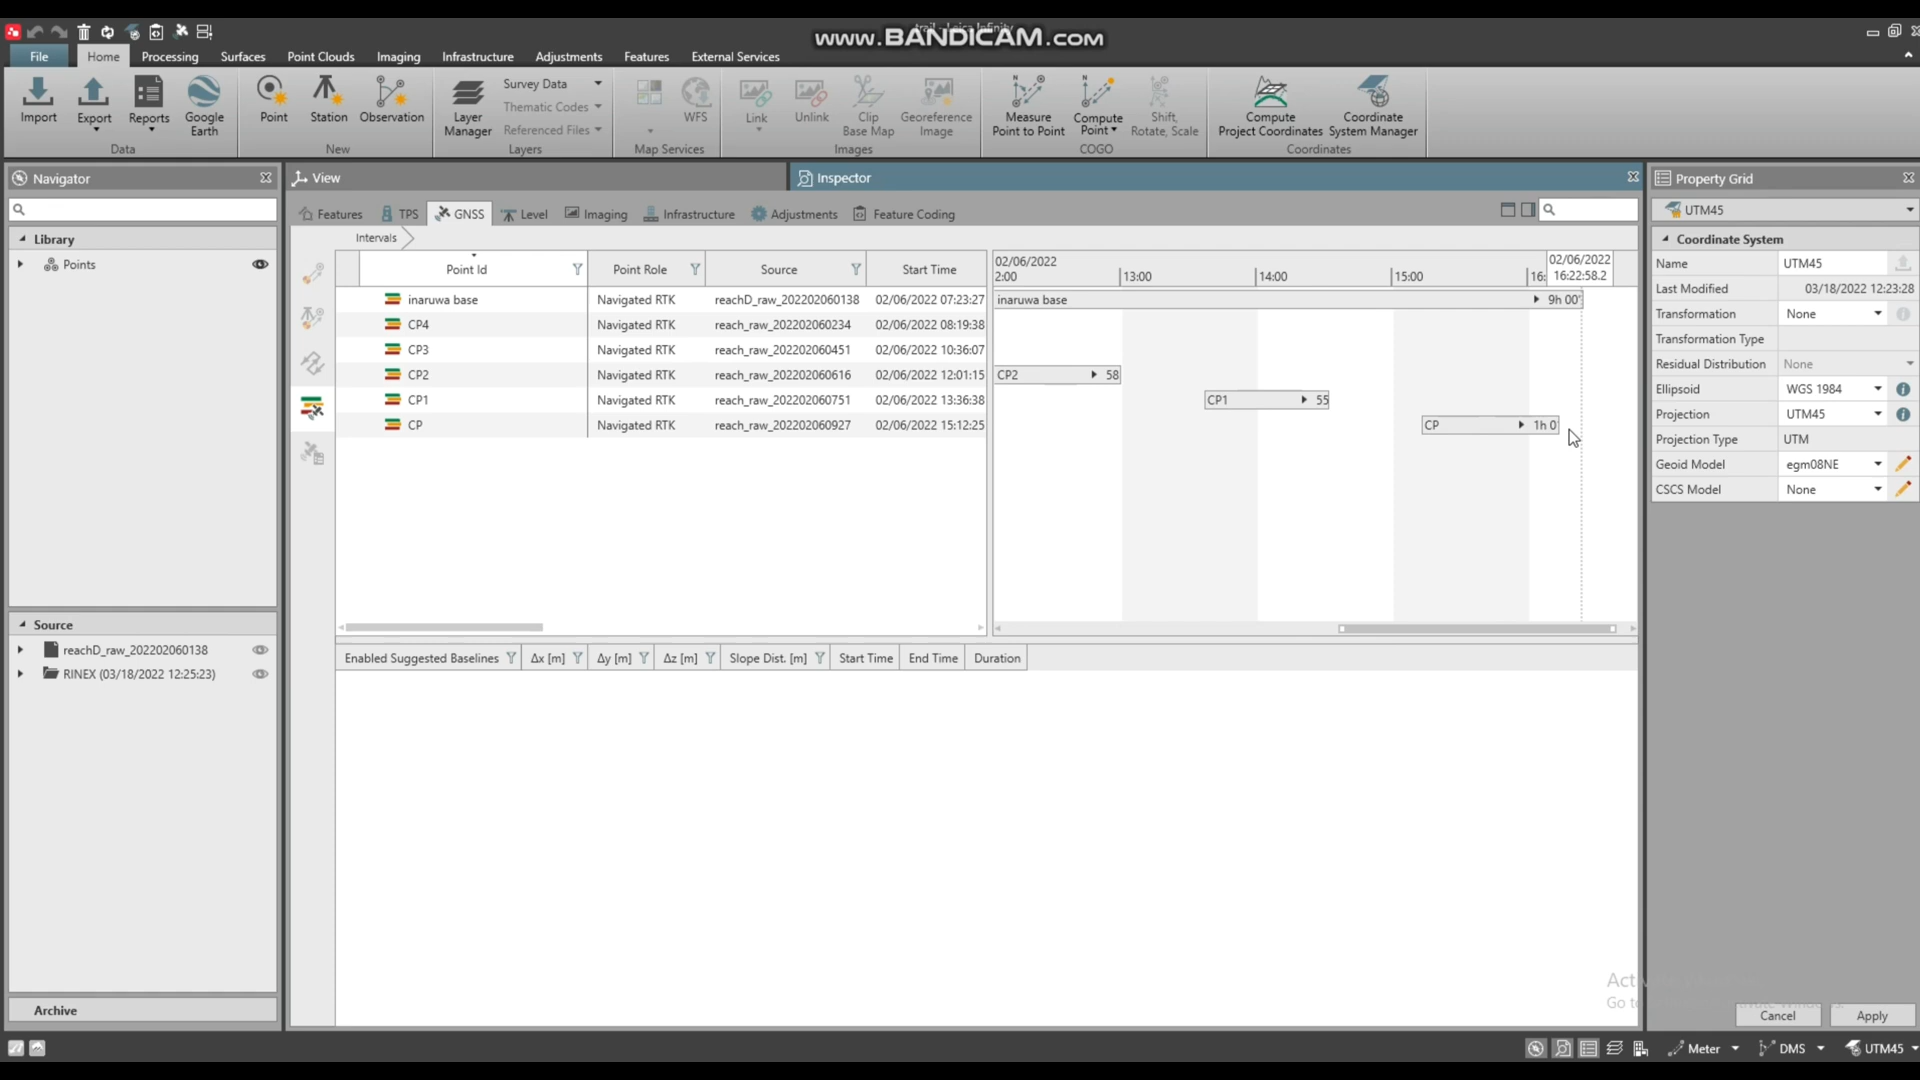 trail - Leica Infinity
www.BANDICAM.com
File Home Processing Surfaces Point Clouds Imaging Infrastructure Adjustments Features External Services
Import Export Reports Google Earth
Point Station Observation
Layer Manager
Survey Data
Thematic Codes
Referenced Files
WFS
Link Unlink Clip Base Map Georeference Image
Measure Point to Point Compute Point Shift, Rotate, Scale
Compute Project Coordinates Coordinate System Manager
Data New Layers Map Services Images COGO Coordinates
Navigator
Library
Points
Source
reachD_raw_202202060138
RINEX (03/18/2022 12:25:23)
Archive
View
Inspector
Features TPS GNSS Level Imaging Infrastructure Adjustments Feature Coding
Intervals
Point Id Point Role Source Start Time
inaruwa base Navigated RTK reachD_raw_202202060138 02/06/2022 07:23:27
CP4 Navigated RTK reach_raw_202202060234 02/06/2022 08:19:38
CP3 Navigated RTK reach_raw_202202060451 02/06/2022 10:36:07
CP2 Navigated RTK reach_raw_202202060616 02/06/2022 12:01:15
CP1 Navigated RTK reach_raw_202202060751 02/06/2022 13:36:38
CP Navigated RTK reach_raw_202202060927 02/06/2022 15:12:25
02/06/2022
2:00 13:00 14:00 15:00 16:
02/06/2022
16:22:58.2
inaruwa base 9h 00'
CP2 58
CP1 55
CP 1h 0
Enabled Suggested Baselines Δx [m] Δy [m] Δz [m] Slope Dist. [m] Start Time End Time Duration
Property Grid
UTM45
Coordinate System
Name UTM45
Last Modified 03/18/2022 12:23:28
Transformation None
Transformation Type
Residual Distribution None
Ellipsoid WGS 1984
Projection UTM45
Projection Type UTM
Geoid Model egm08NE
CSCS Model None
Act
Go t
Cancel Apply
Meter DMS UTM45